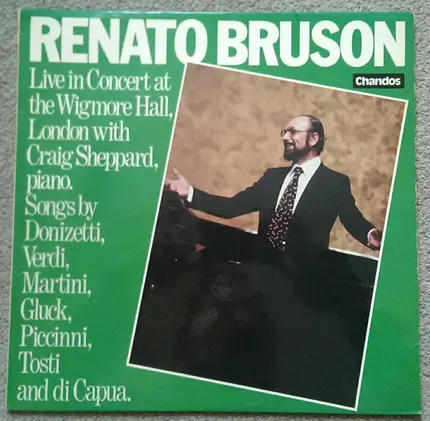 RENATO BRUSON
Chandos
Live in Concert at
the Wigmore Hall,
London with
Craig Sheppard,
piano.
Songs by
Donizetti,
Verdi,
Martini,
Gluck,
Piccinni,
Tosti
and di Capua.